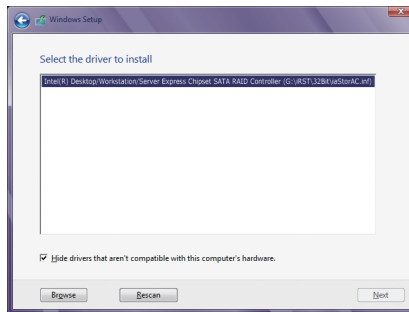 Windows Setup
Select the driver to install
Intel(R) Desktop/Workstation/Server Express Chipset SATA RAID Controller (G:\iRST\32Bit\iaStorAC.inf)
Hide drivers that aren't compatible with this computer's hardware.
Browse
Rescan
Next